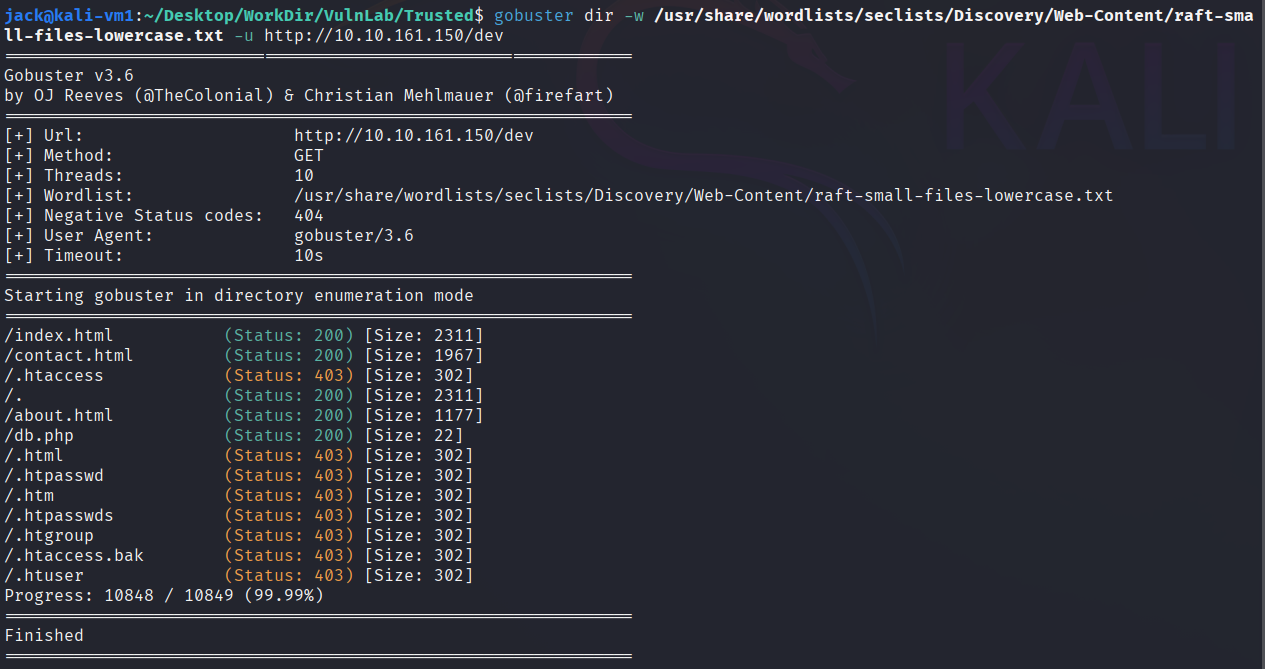 jack@kali-vm1:~/Desktop/WorkDir/VulnLab/Trusted$ gobuster dir -w /usr/share/wordlists/seclists/Discovery/Web-Content/raft-sma
ll-files-lowercase.txt -u http://10.10.161.150/dev
===============================================================
Gobuster v3.6
by OJ Reeves (@TheColonial) & Christian Mehlmauer (@firefart)
===============================================================
[+] Url:                     http://10.10.161.150/dev
[+] Method:                  GET
[+] Threads:                 10
[+] Wordlist:                /usr/share/wordlists/seclists/Discovery/Web-Content/raft-small-files-lowercase.txt
[+] Negative Status codes:   404
[+] User Agent:              gobuster/3.6
[+] Timeout:                 10s
===============================================================
Starting gobuster in directory enumeration mode
===============================================================
/index.html           (Status: 200) [Size: 2311]
/contact.html         (Status: 200) [Size: 1967]
/.htaccess            (Status: 403) [Size: 302]
/.                    (Status: 200) [Size: 2311]
/about.html           (Status: 200) [Size: 1177]
/db.php               (Status: 200) [Size: 22]
/.html                (Status: 403) [Size: 302]
/.htpasswd            (Status: 403) [Size: 302]
/.htm                 (Status: 403) [Size: 302]
/.htpasswds           (Status: 403) [Size: 302]
/.htgroup             (Status: 403) [Size: 302]
/.htaccess.bak        (Status: 403) [Size: 302]
/.htuser              (Status: 403) [Size: 302]
Progress: 10848 / 10849 (99.99%)
===============================================================
Finished
===============================================================
KALI